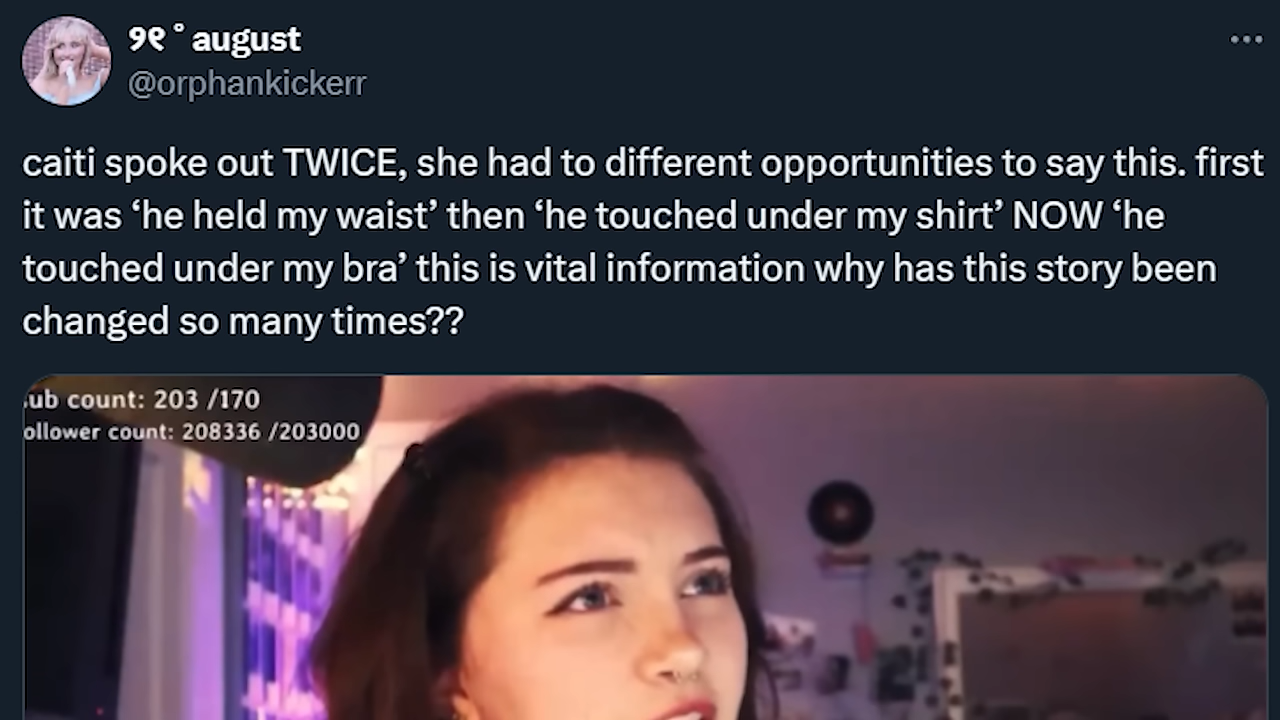 ୨୧ ˚ august
@orphankickerr
caiti spoke out TWICE, she had to different opportunities to say this. first
it was ‘he held my waist’ then ‘he touched under my shirt’ NOW ‘he
touched under my bra’ this is vital information why has this story been
changed so many times??
ub count: 203 /170
ollower count: 208336 /203000